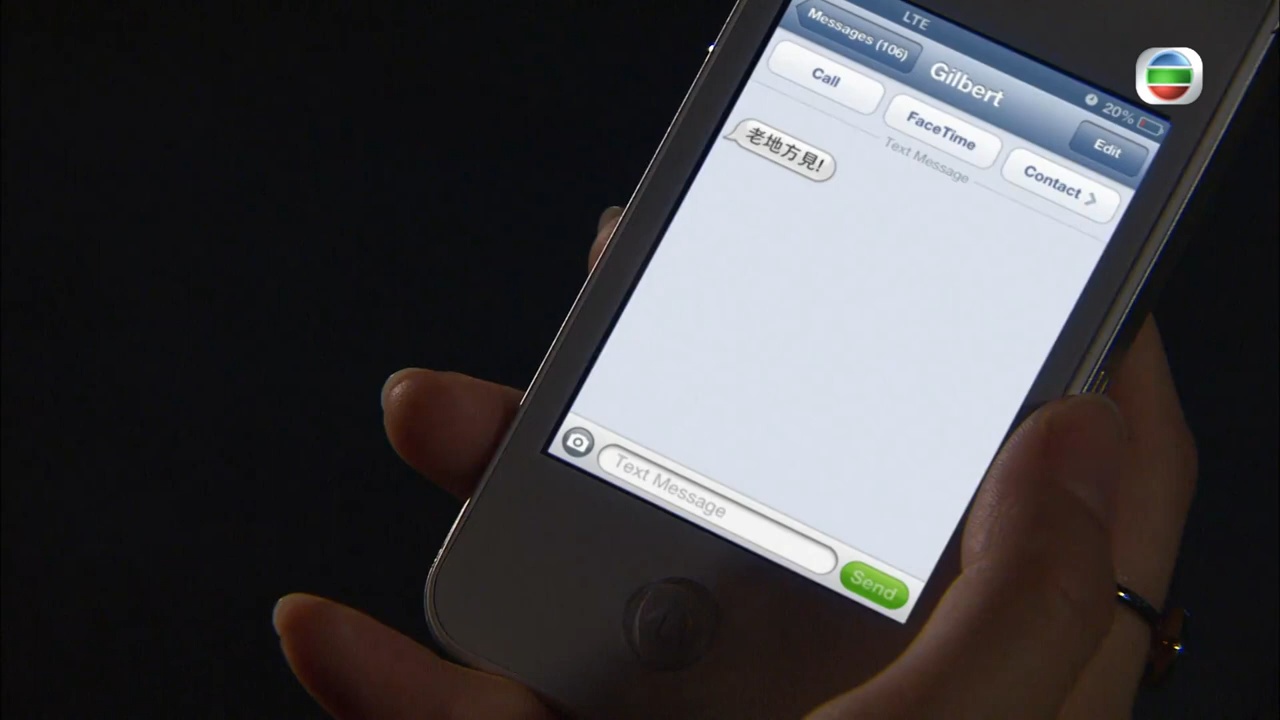 LTE
20%
Messages (106)
Gilbert
Edit
Call
FaceTime
Contact
Text Message
老地方見!
Text Message
Send